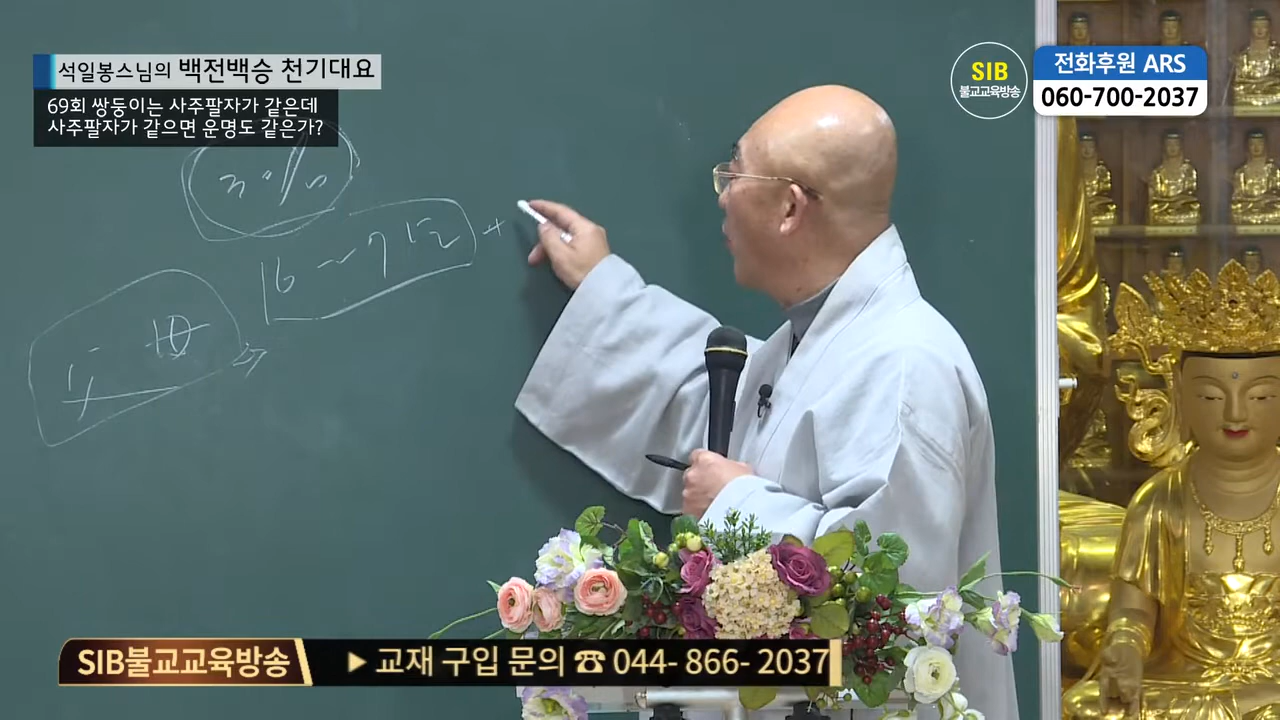 석일봉스님의 백전백승 천기대요
69회 쌍둥이는 사주팔자가 같은데
사주팔자가 같으면 운명도 같은가?
SIB
불교교육방송
전화후원 ARS
060-700-2037
16~7
SIB불교교육방송
▶ 교재 구입 문의 ☎ 044- 866- 2037